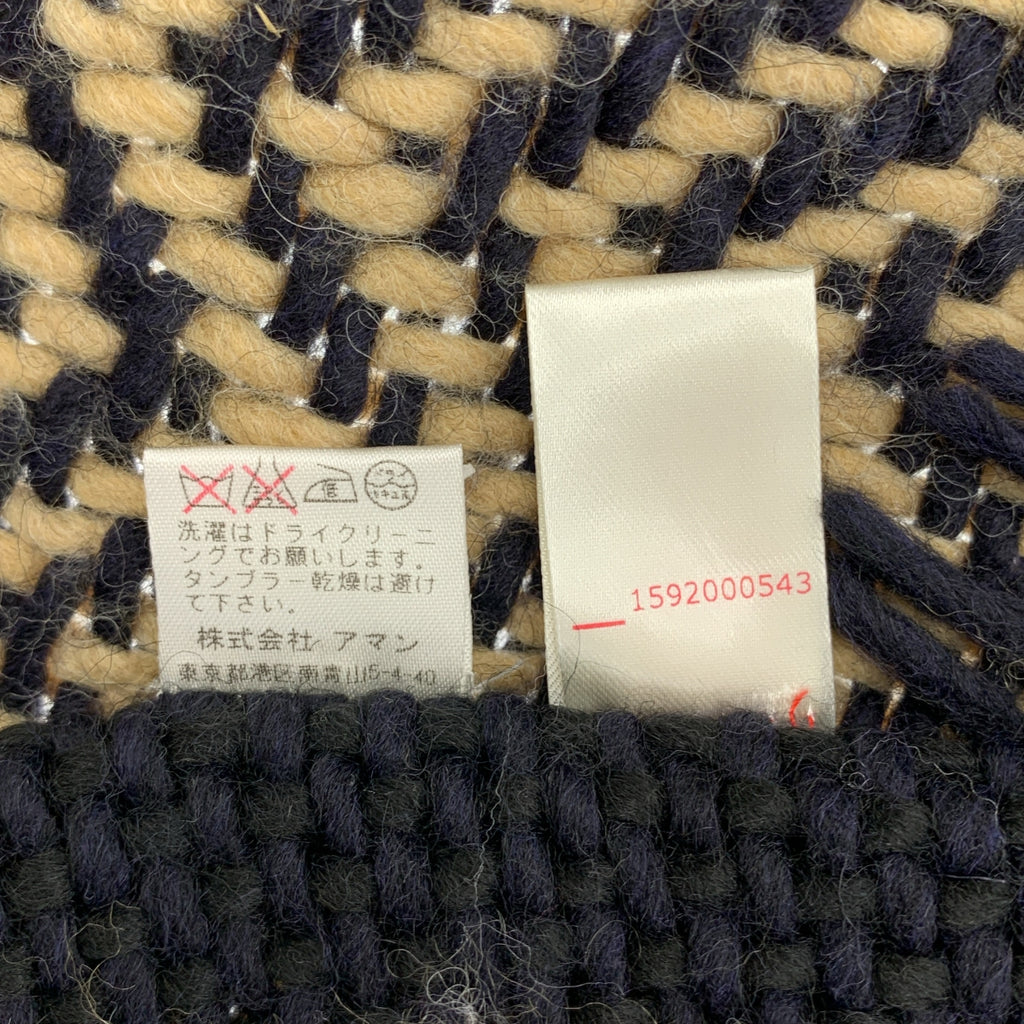 低
洗濯はドライクリーニ
ングでお願いします。
タンブラー乾燥は避け
て下さい。
株式会社 アマン
東京都港区南青山5-4-40
1592000543